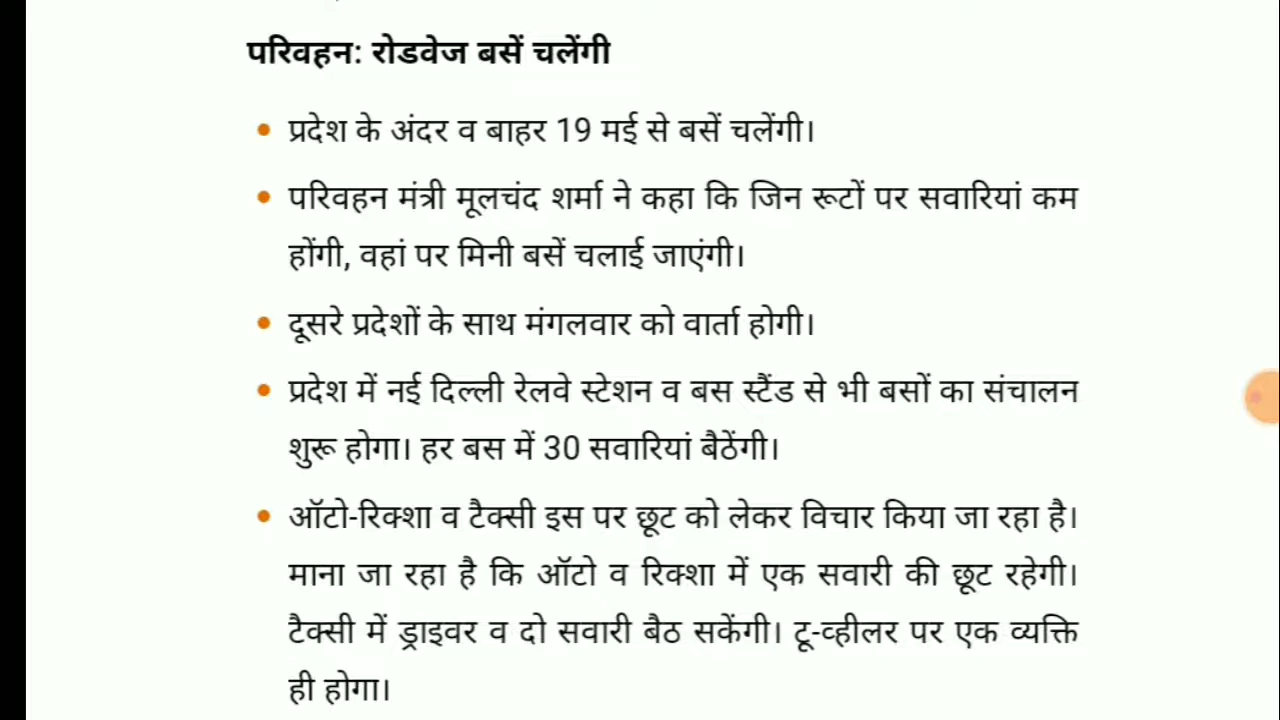 परिवहन: रोडवेज बसें चलेंगी
• प्रदेश के अंदर व बाहर 19 मई से बसें चलेंगी।
• परिवहन मंत्री मूलचंद शर्मा ने कहा कि जिन रूटों पर सवारियां कम
होंगी, वहां पर मिनी बसें चलाई जाएंगी।
• दूसरे प्रदेशों के साथ मंगलवार को वार्ता होगी।
• प्रदेश में नई दिल्ली रेलवे स्टेशन व बस स्टैंड से भी बसों का संचालन
शुरू होगा। हर बस में 30 सवारियां बैठेंगी।
• ऑटो-रिक्शा व टैक्सी इस पर छूट को लेकर विचार किया जा रहा है।
माना जा रहा है कि ऑटो व रिक्शा में एक सवारी की छूट रहेगी।
टैक्सी में ड्राइवर व दो सवारी बैठ सकेंगी। टू-व्हीलर पर एक व्यक्ति
ही होगा।